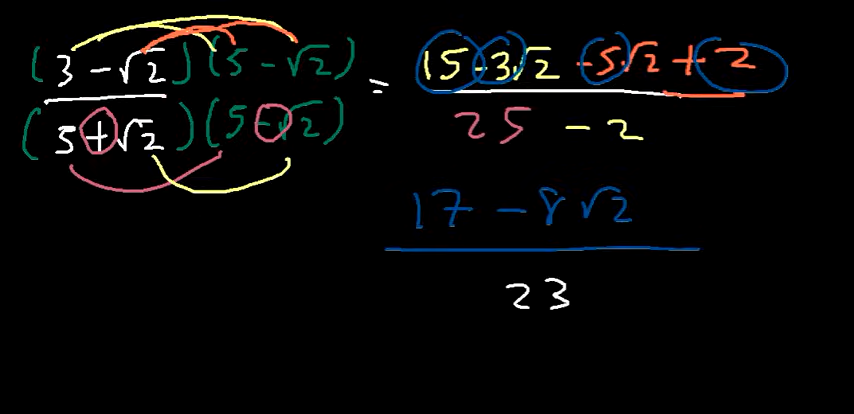 (3 - √2)(5 - √2) = 15 - 3√2 - 5√2 + 2
(5 + √2)(5 - √2) 25 - 2
17 - 8√2
23